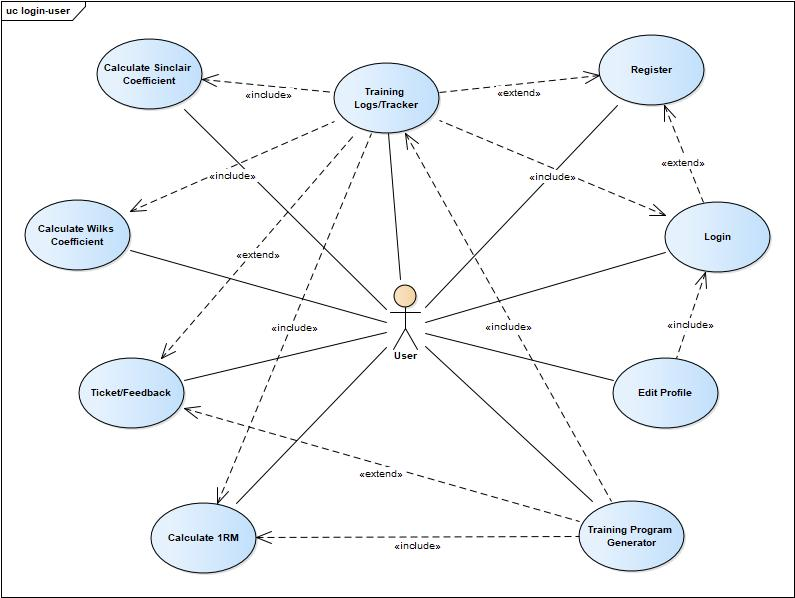 uc login-user
Calculate Sinclair
Coefficient
Training
Logs/Tracker
Register
«include»
«extend»
«extend»
«include»
«include»
Calculate Wilks
Coefficient
Login
«extend»
«include»
«include»
«include»
User
Ticket/Feedback
Edit Profile
«extend»
Calculate 1RM
Training Program
Generator
«include»